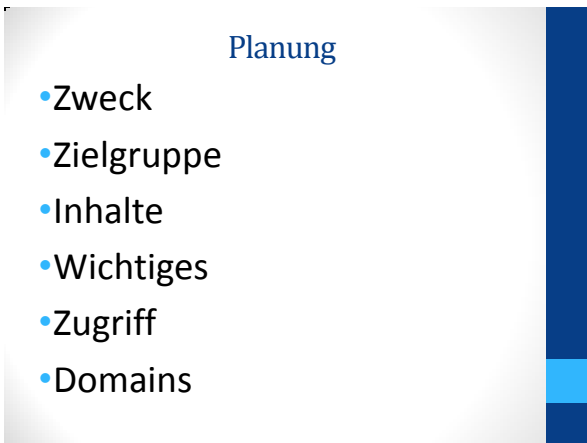 Planung
•Zweck
•Zielgruppe
•Inhalte
•Wichtiges
•Zugriff
•Domains